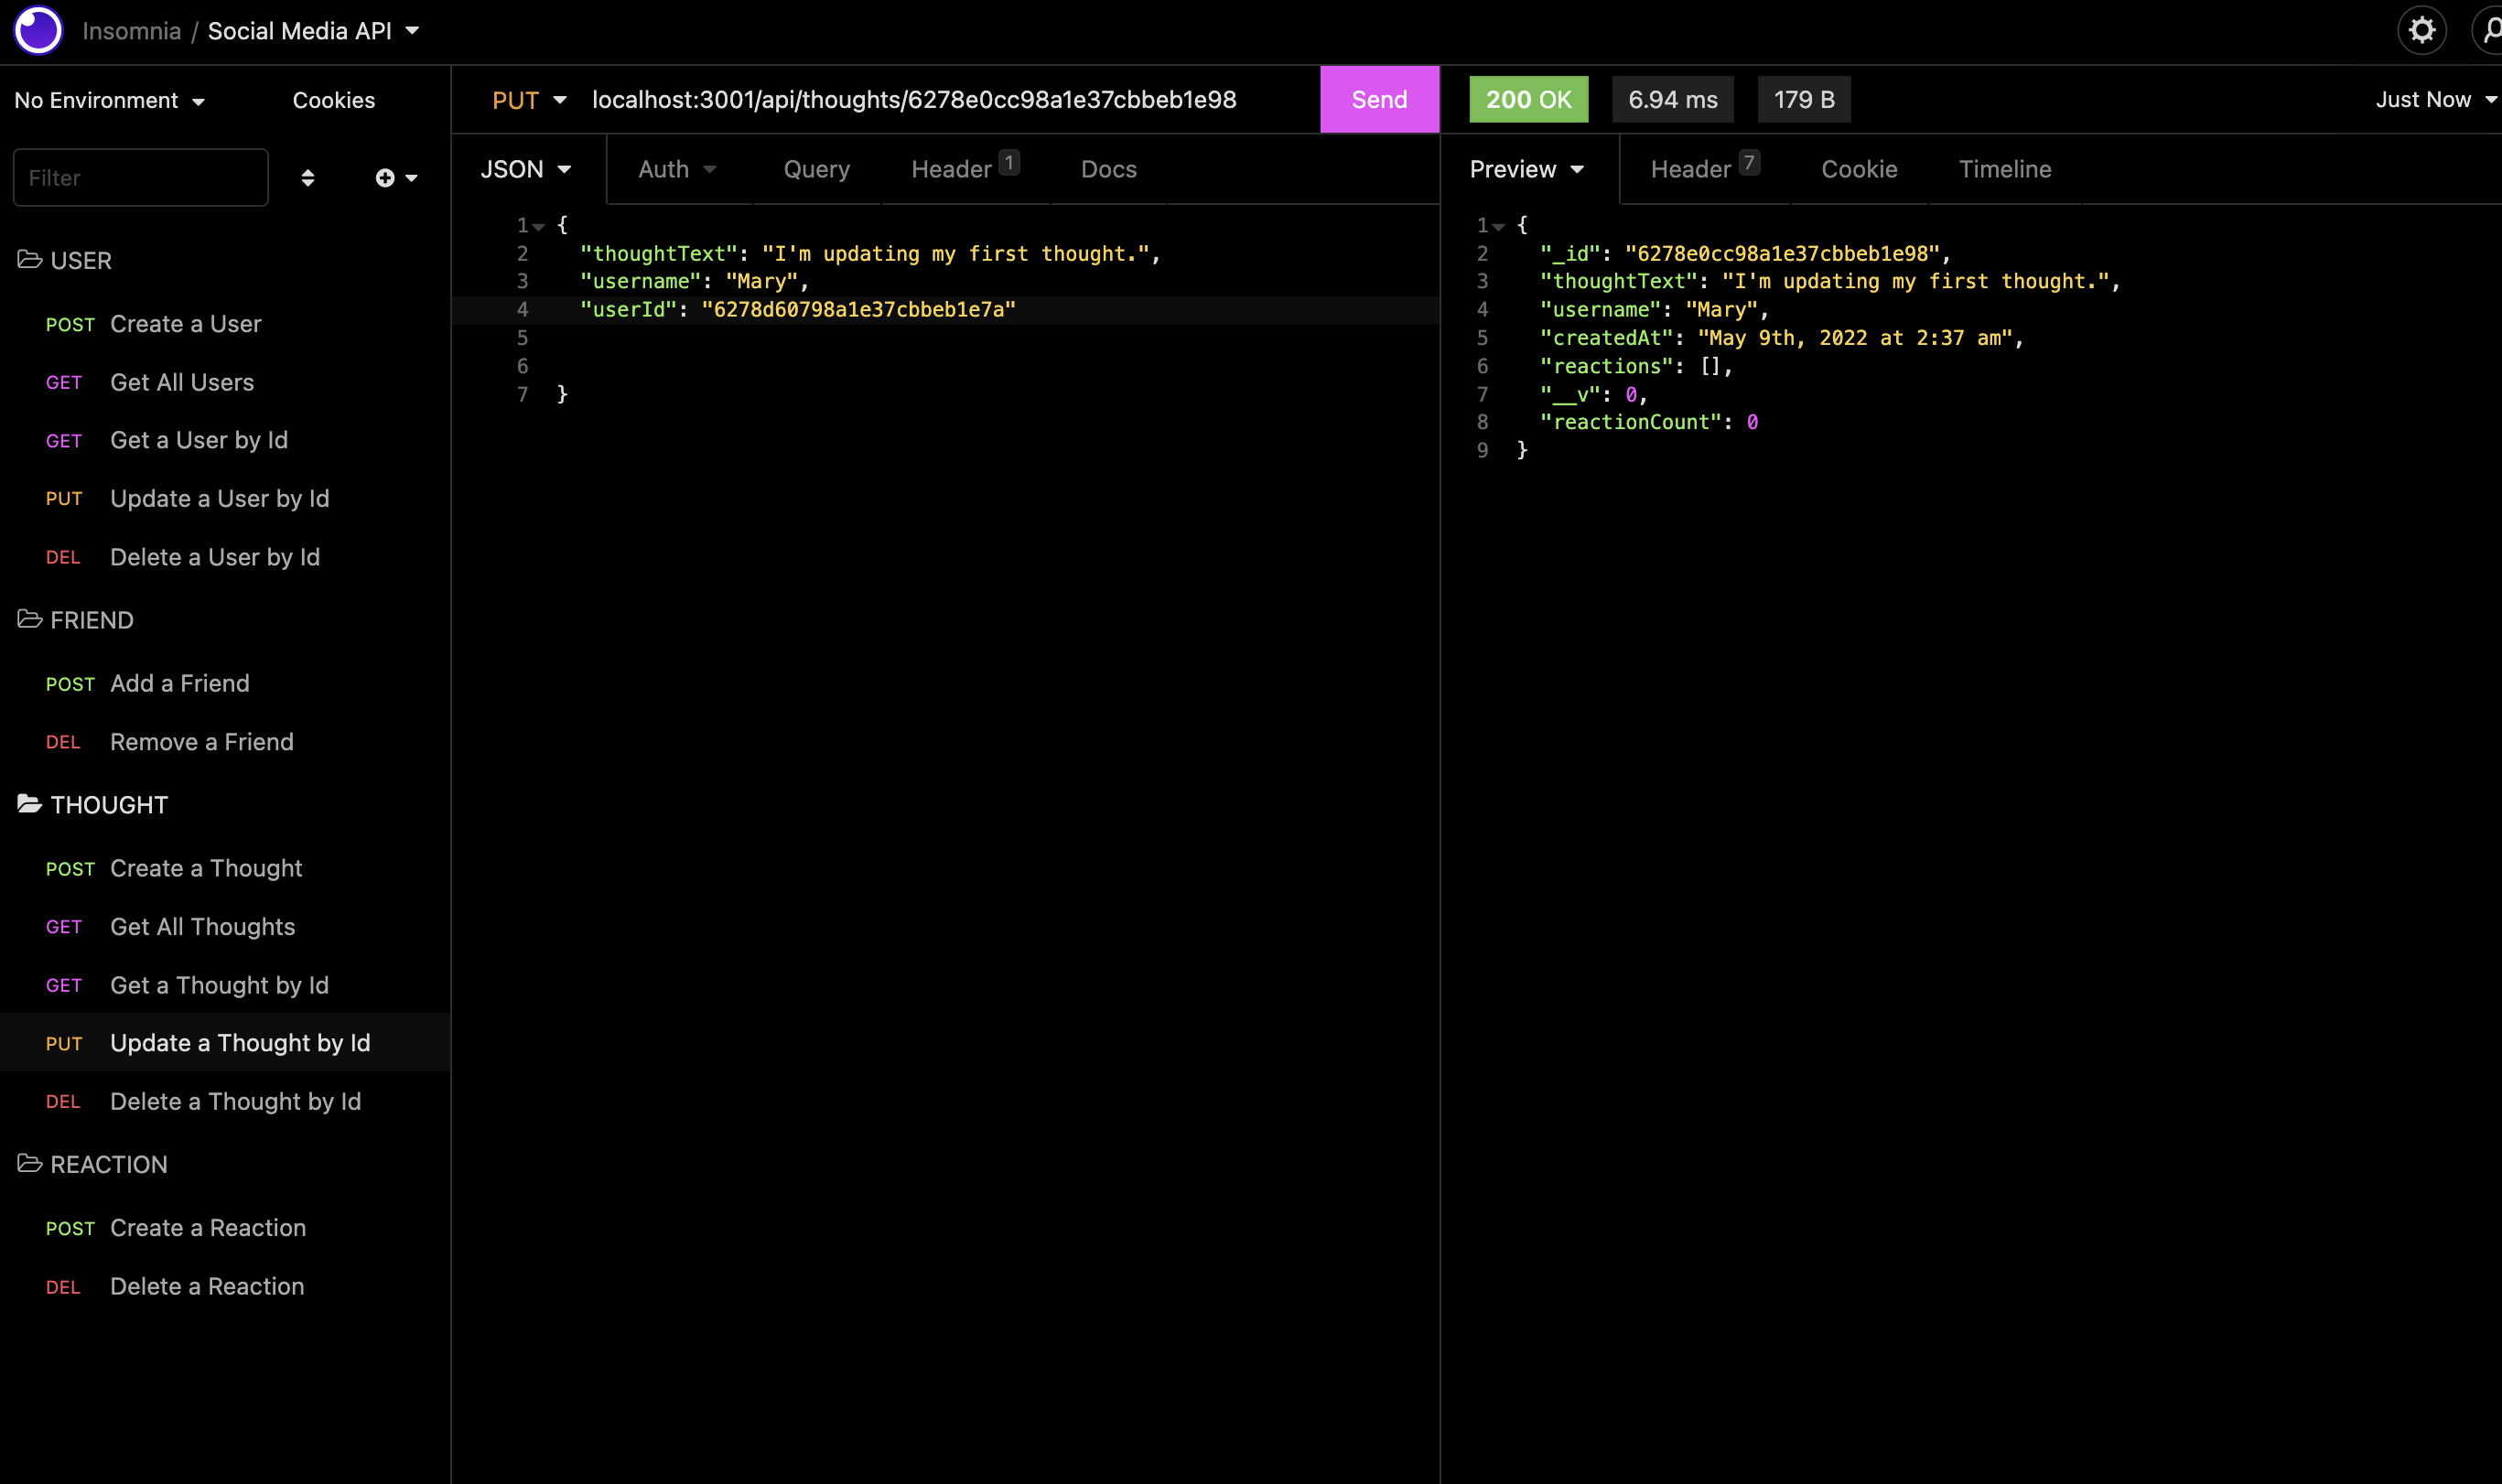 Insomnia / Social Media API
No Environment
Cookies
Filter
USER
POST Create a User
GET Get All Users
GET Get a User by Id
PUT Update a User by Id
DEL Delete a User by Id
FRIEND
POST Add a Friend
DEL Remove a Friend
THOUGHT
POST Create a Thought
GET Get All Thoughts
GET Get a Thought by Id
PUT Update a Thought by Id
DEL Delete a Thought by Id
REACTION
POST Create a Reaction
DEL Delete a Reaction
PUT localhost:3001/api/thoughts/6278e0cc98a1e37cbbeb1e98 Send
JSON Auth Query Header 1 Docs
1 {
2 "thoughtText": "I'm updating my first thought.",
3 "username": "Mary",
4 "userId": "6278d60798a1e37cbbeb1e7a"
5
6
7 }
200 OK 6.94 ms 179 B Just Now
Preview Header 7 Cookie Timeline
1 {
2 "_id": "6278e0cc98a1e37cbbeb1e98",
3 "thoughtText": "I'm updating my first thought.",
4 "username": "Mary",
5 "createdAt": "May 9th, 2022 at 2:37 am",
6 "reactions": [],
7 "__v": 0,
8 "reactionCount": 0
9 }